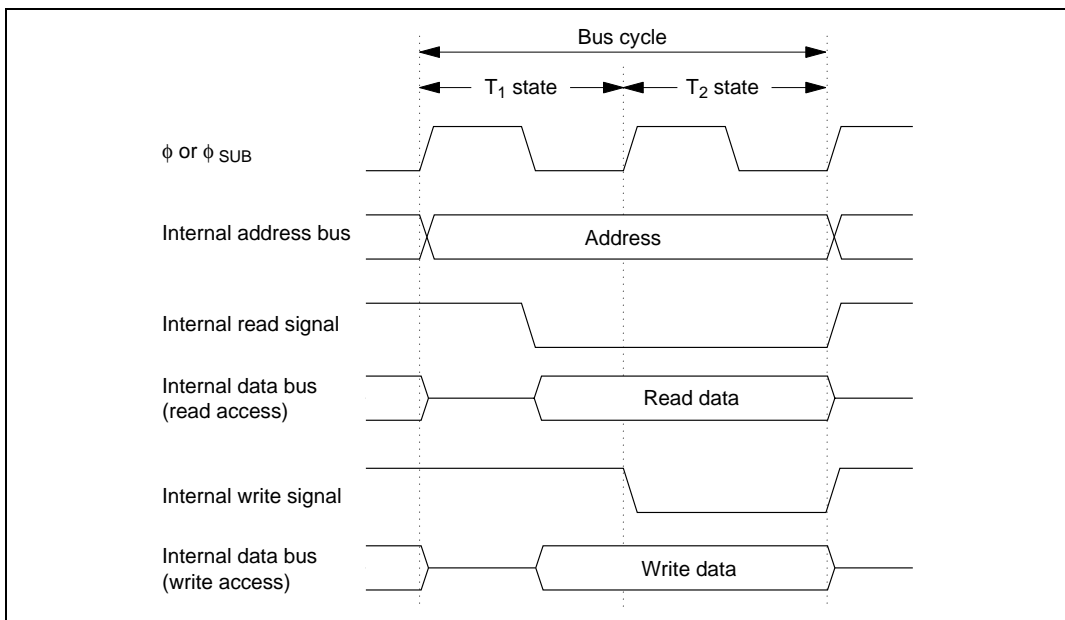 Bus cycle
T₁ state
T₂ state
ϕ or ϕ SUB
Internal address bus
Address
Internal read signal
Internal data bus
(read access)
Read data
Internal write signal
Internal data bus
(write access)
Write data